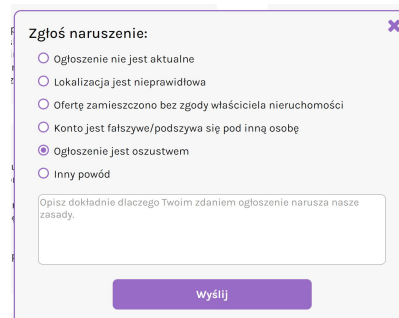 Zgłoś naruszenie:
Ogłoszenie nie jest aktualne
Lokalizacja jest nieprawidłowa
Ofertę zamieszczono bez zgody właściciela nieruchomości
Konto jest fałszywe/podszywa się pod inną osobę
Ogłoszenie jest oszustwem
Inny powód
Opisz dokładnie dlaczego Twoim zdaniem ogłoszenie narusza nasze
zasady.
Wyślij